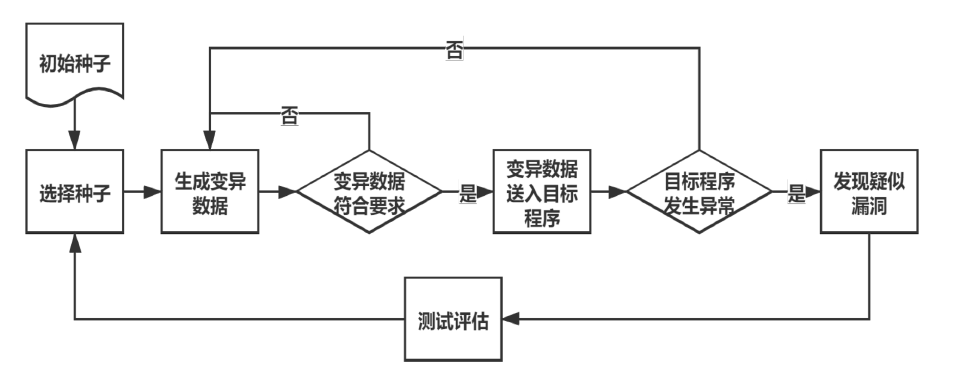 初始种子
选择种子
生成变异
数据
否
变异数据
符合要求
是
变异数据
送入目标
程序
否
目标程序
发生异常
是
发现疑似
漏洞
测试评估